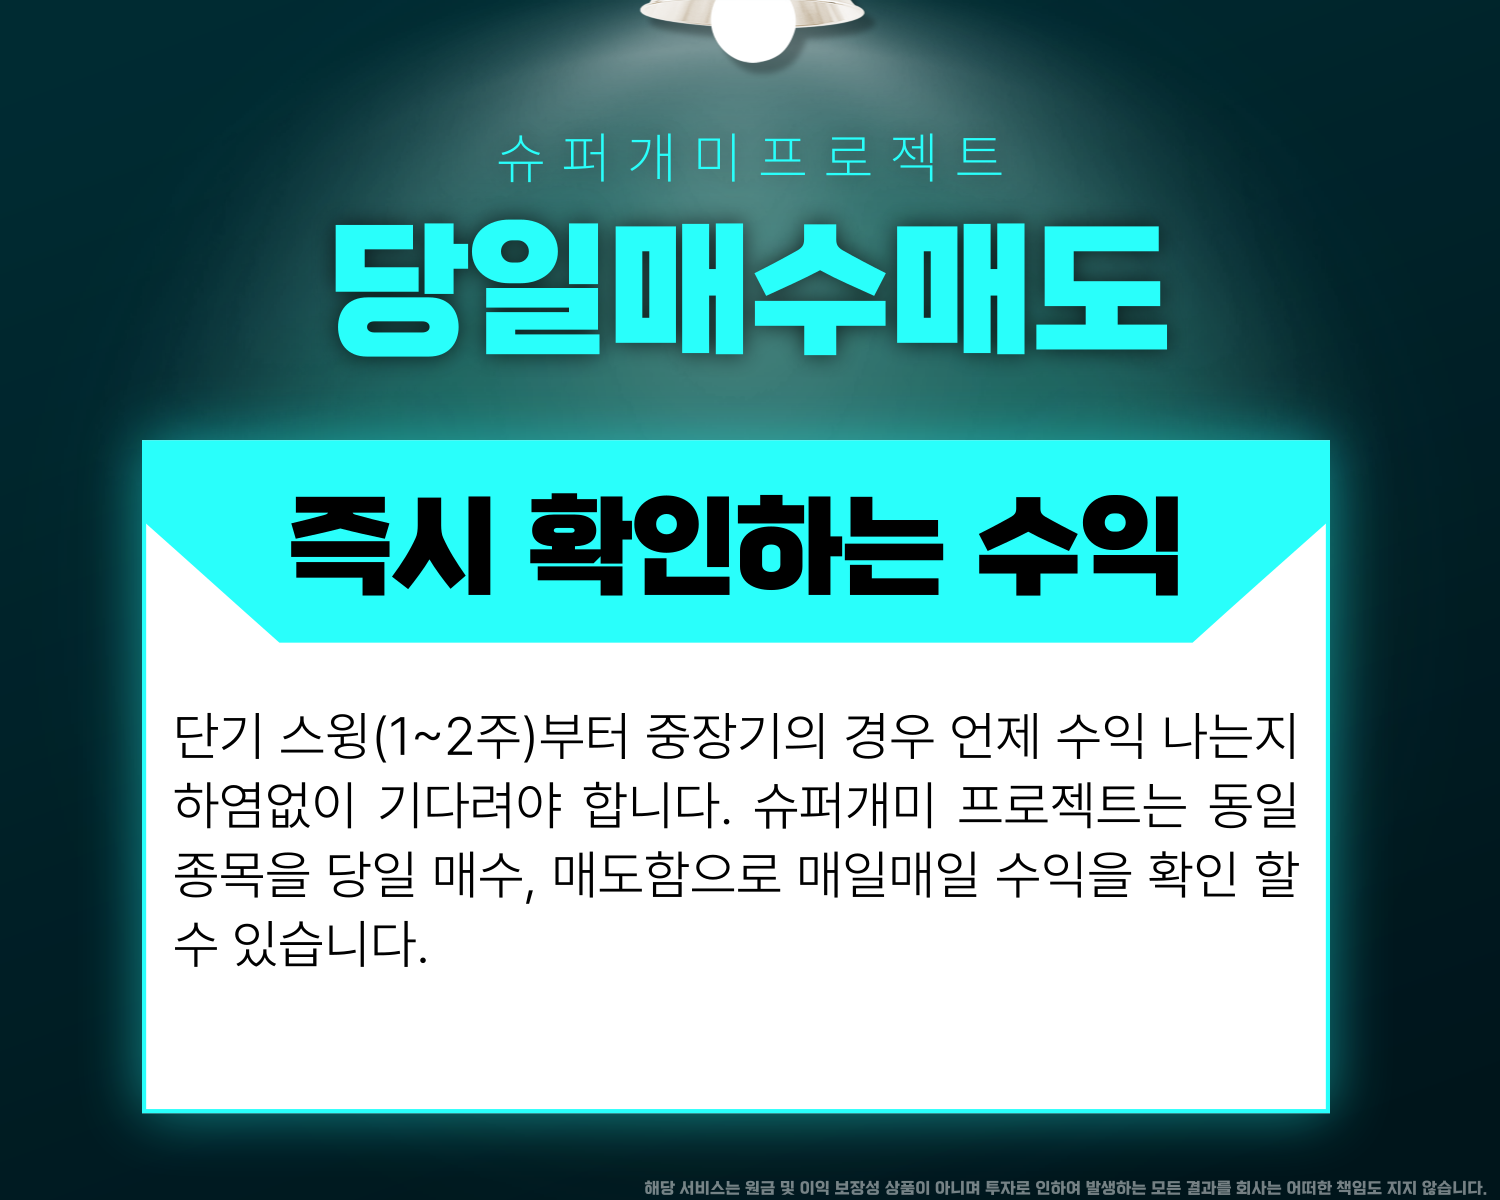 슈퍼개미프로젝트
당일매수매도
즉시 확인하는 수익
단기 스윙(1~2주)부터 중장기의 경우 언제 수익 나는지
하염없이 기다려야 합니다. 슈퍼개미 프로젝트는 동일
종목을 당일 매수, 매도함으로 매일매일 수익을 확인 할
수 있습니다.
해당 서비스는 원금 및 이익 보장성 상품이 아니며 투자로 인하여 발생하는 모든 결과를 회사는 어떠한 책임도 지지 않습니다.